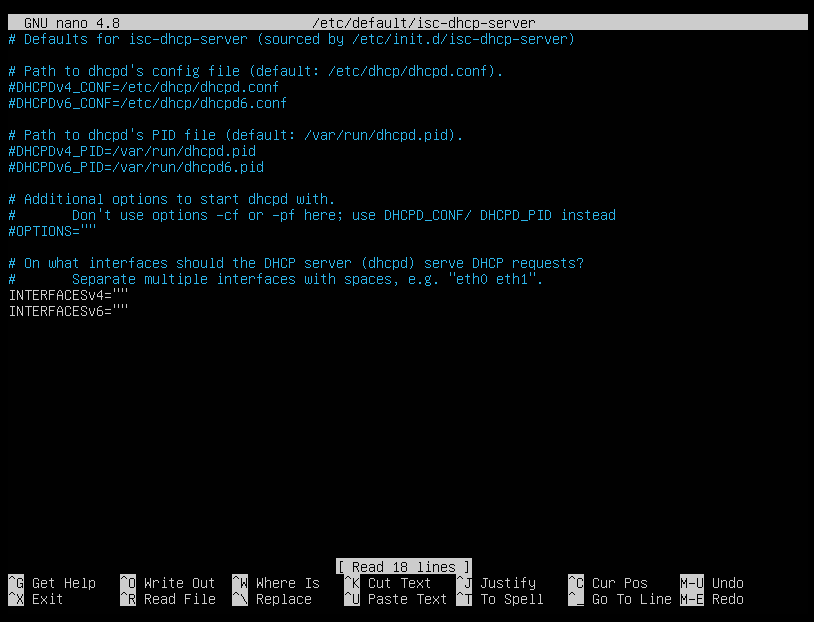 GNU nano 4.8 /etc/default/isc-dhcp-server
# Defaults for isc-dhcp-server (sourced by /etc/init.d/isc-dhcp-server)
# Path to dhcpd's config file (default: /etc/dhcp/dhcpd.conf).
#DHCPDv4_CONF=/etc/dhcp/dhcpd.conf
#DHCPDv6_CONF=/etc/dhcp/dhcpd6.conf
# Path to dhcpd's PID file (default: /var/run/dhcpd.pid).
#DHCPDv4_PID=/var/run/dhcpd.pid
#DHCPDv6_PID=/var/run/dhcpd6.pid
# Additional options to start dhcpd with.
#       Don't use options -cf or -pf here; use DHCPD_CONF/ DHCPD_PID instead
#OPTIONS=""
# On what interfaces should the DHCP server (dhcpd) serve DHCP requests?
#       Separate multiple interfaces with spaces, e.g. "eth0 eth1".
INTERFACESv4=""
INTERFACESv6=""
[ Read 18 lines ]
^G Get Help ^O Write Out ^W Where Is ^K Cut Text ^J Justify ^C Cur Pos M-U Undo
^X Exit ^R Read File ^\ Replace ^U Paste Text ^T To Spell ^_ Go To Line M-E Redo